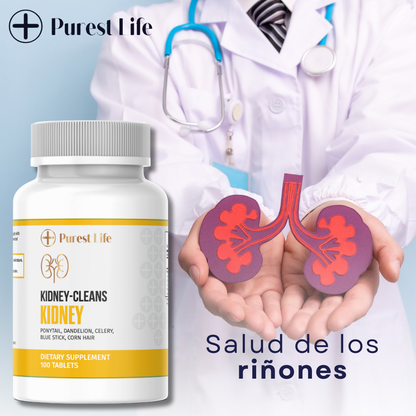 Purest Life
Purest Life
KIDNEY-CLEANS
KIDNEY
PONYTAIL, DANDELION, CELERY,
BLUE STICK, CORN HAIR
DIETARY SUPPLEMENT
100 TABLETS
Salud de los
riñones